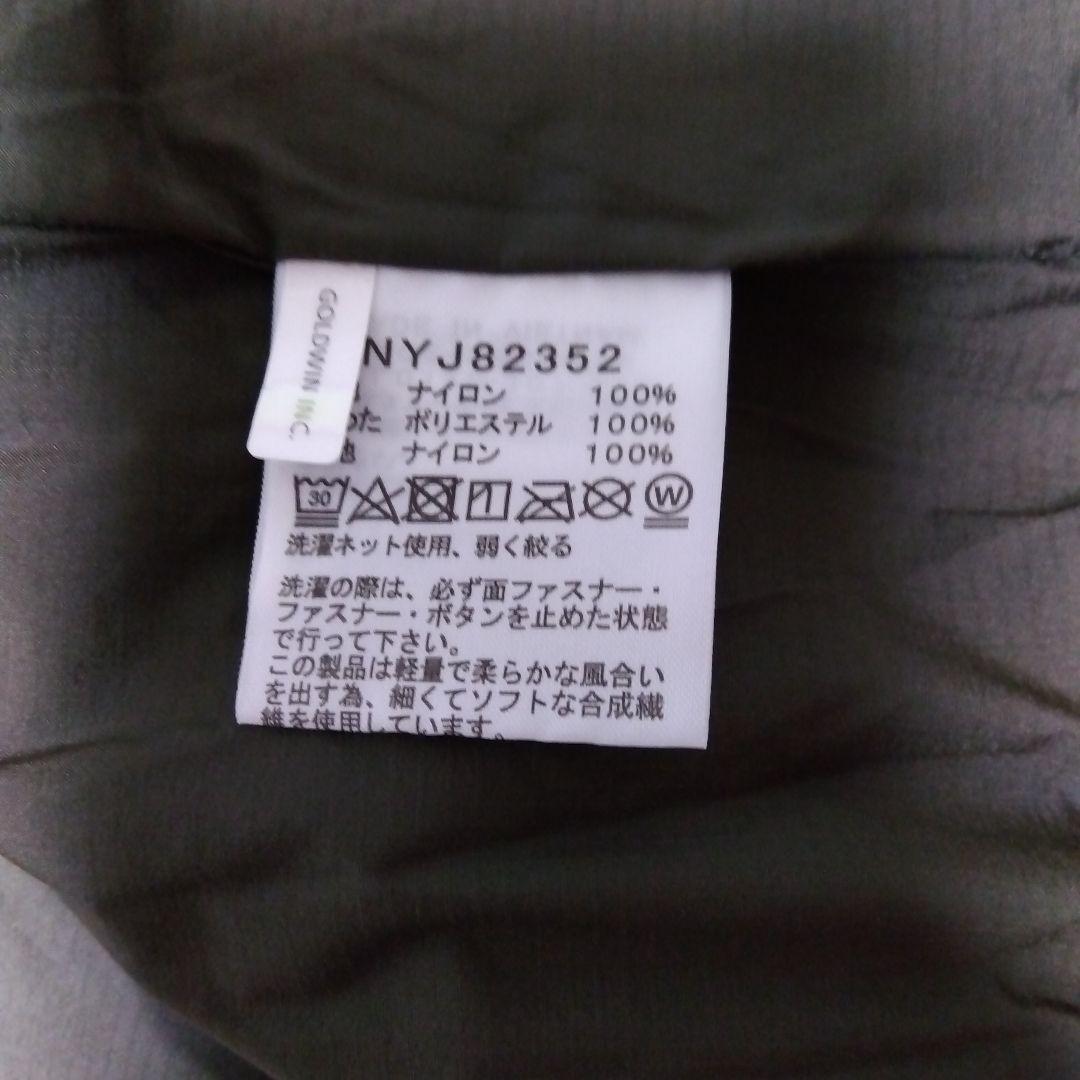 GOLDWIN INC.
NYJ82352
地 ナイロン 100%
わた ポリエステル 100%
地 ナイロン 100%
30 W
洗濯ネット使用、弱く絞る
洗濯の際は、必ず面ファスナー・
ファスナー・ボタンを止めた状態
で行って下さい。
この製品は軽量で柔らかな風合い
を出す為、細くてソフトな合成繊
維を使用しています。